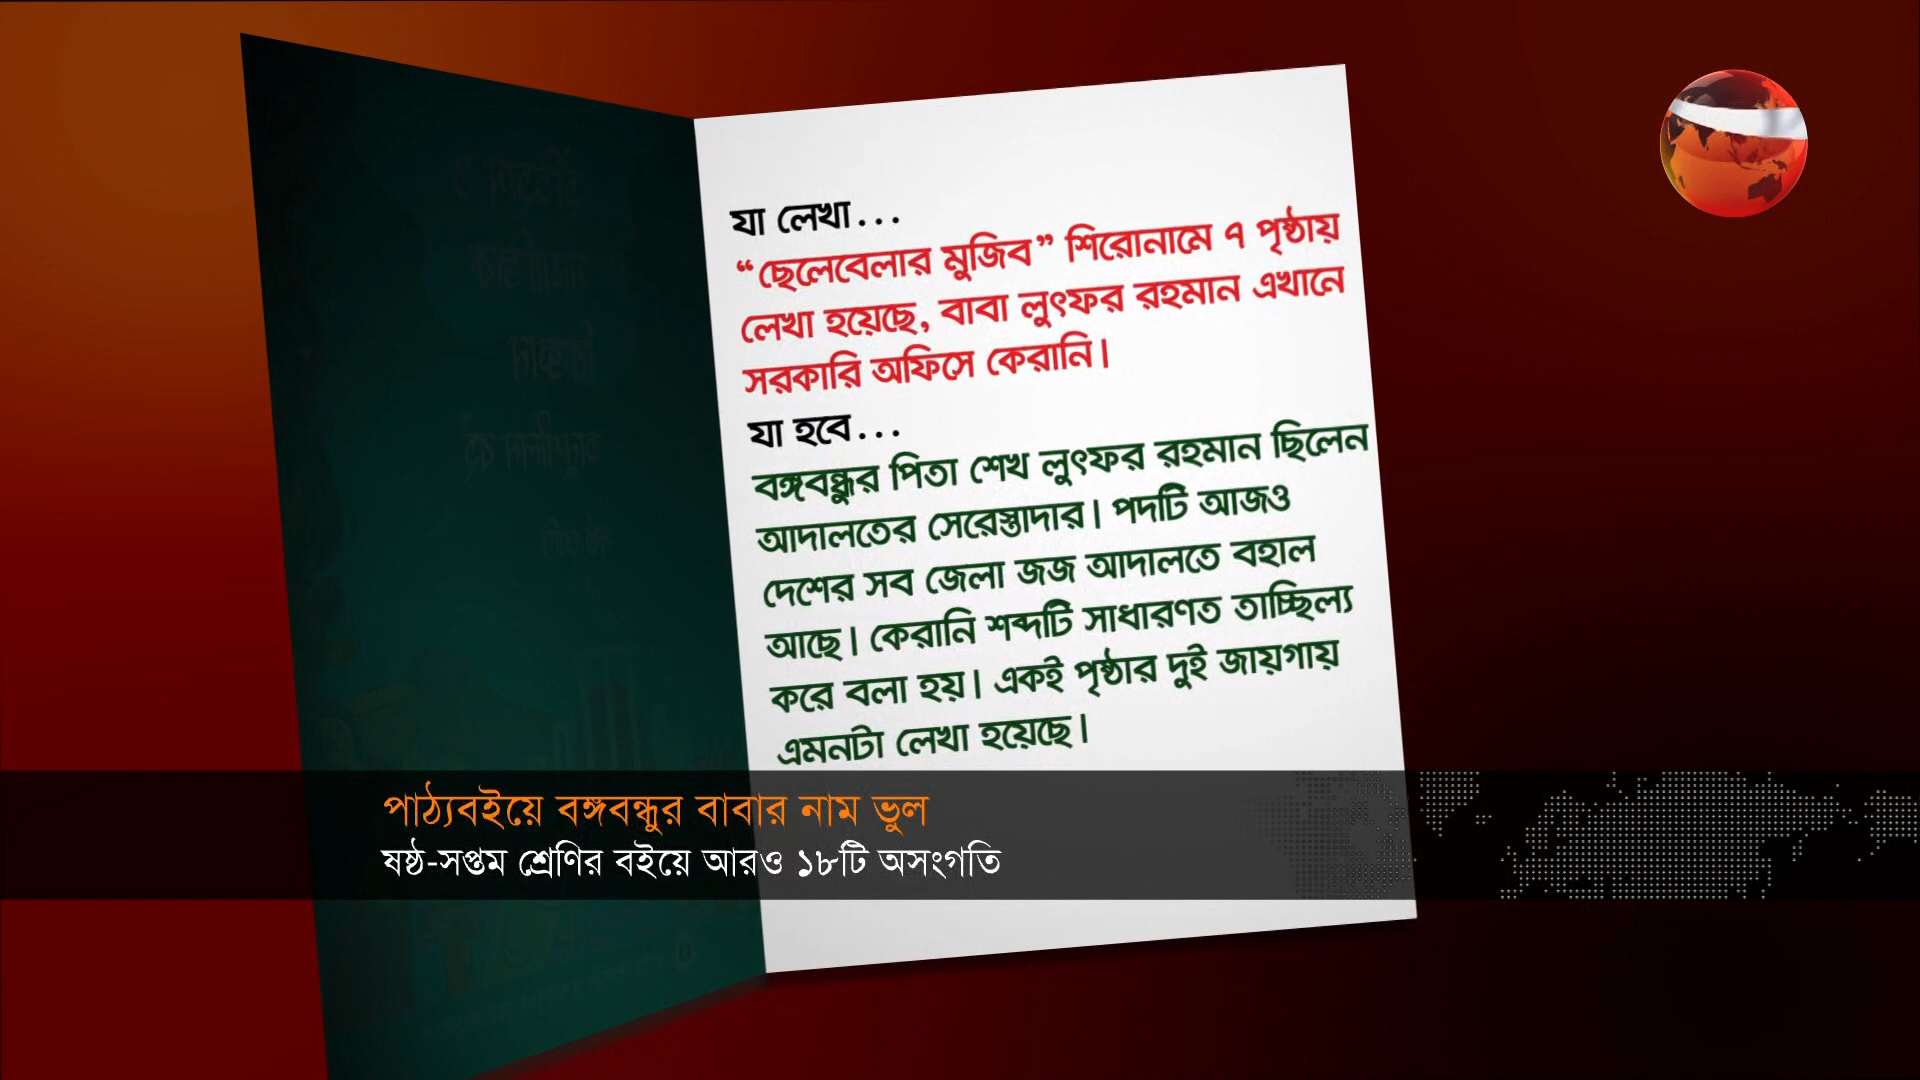 যা লেখা...
“ছেলেবেলার মুজিব” শিরোনামে ৭ পৃষ্ঠায়
লেখা হয়েছে, বাবা লুৎফর রহমান এখানে
সরকারি অফিসে কেরানি।
যা হবে...
বঙ্গবন্ধুর পিতা শেখ লুৎফর রহমান ছিলেন
আদালতের সেরেস্তাদার। পদটি আজও
দেশের সব জেলা জজ আদালতে বহাল
আছে। কেরানি শব্দটি সাধারণত তাচ্ছিল্য
করে বলা হয়। একই পৃষ্ঠার দুই জায়গায়
এমনটা লেখা হয়েছে।
পাঠ্যবইয়ে বঙ্গবন্ধুর বাবার নাম ভুল
ষষ্ঠ-সপ্তম শ্রেণির বইয়ে আরও ১৮টি অসংগতি